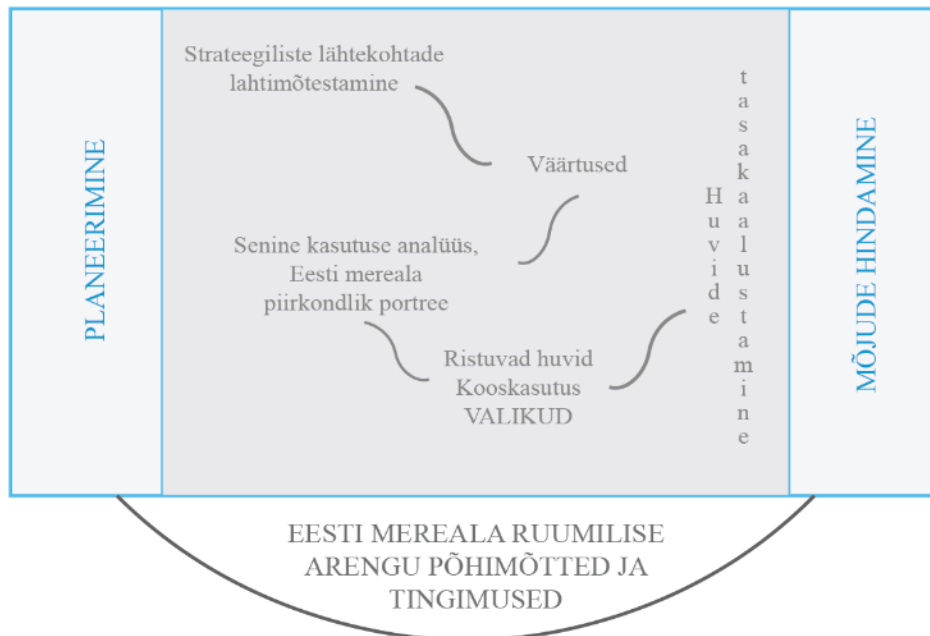 PLANEERIMINE
Strateegiliste lähtekohtade
lahtimõtestamine
Väärtused
Senine kasutuse analüüs,
Eesti mereala
piirkondlik portree
Ristuvad huvid
Kooskasutus
VALIKUD
Huvide
tasakaalustamine
MÕJUDE HINDAMINE
EESTI MEREALA RUUMILISE
ARENGU PÕHIMÕTTED JA
TINGIMUSED